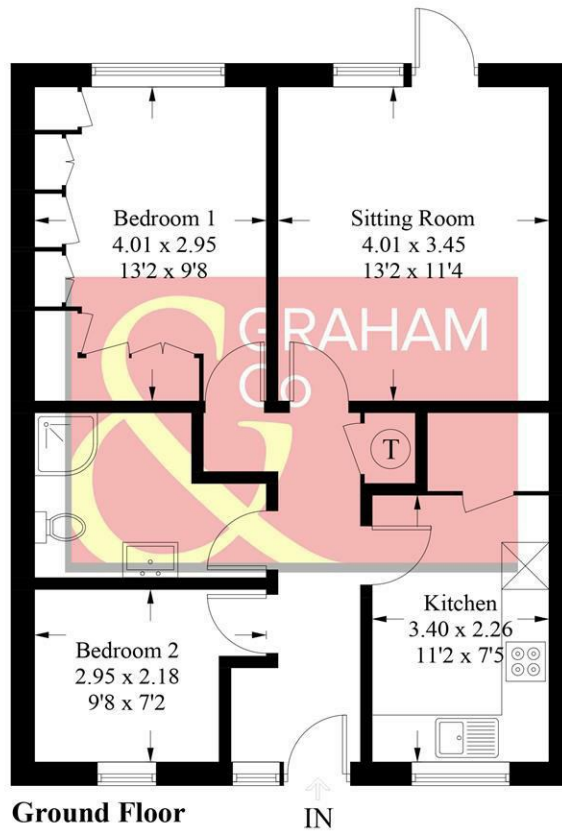 Bedroom 1
4.01 x 2.95
13'2 x 9'8
Sitting Room
4.01 x 3.45
13'2 x 11'4
&
GRAHAM
Co
T
Kitchen
3.40 x 2.26
11'2 x 7'5
Bedroom 2
2.95 x 2.18
9'8 x 7'2
Ground Floor
IN